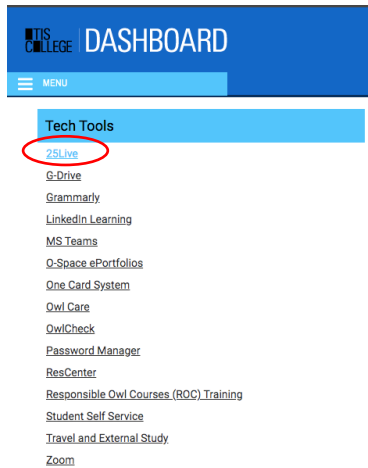 OTIS
COLLEGE
DASHBOARD
MENU
Tech Tools
25Live
G-Drive
Grammarly
LinkedIn Learning
MS Teams
O-Space ePortfolios
One Card System
Owl Care
OwlCheck
Password Manager
ResCenter
Responsible Owl Courses (ROC) Training
Student Self Service
Travel and External Study
Zoom